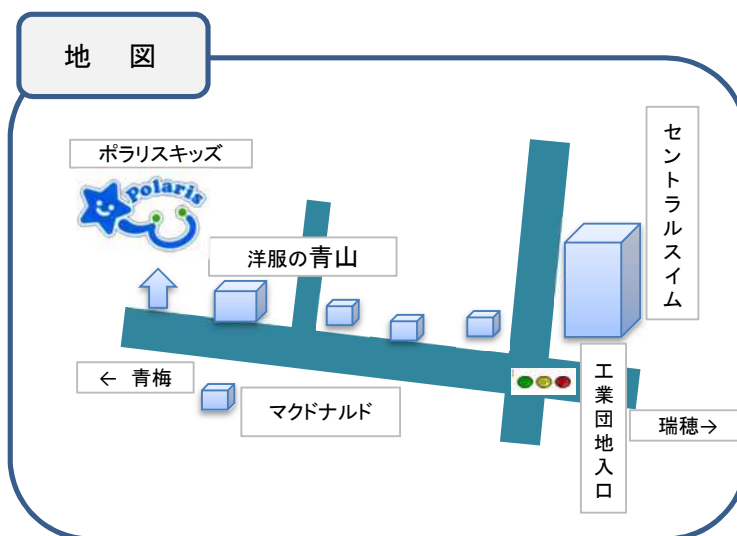 地 図
ポラリスキッズ
Polaris
洋服の青山
セントラルスイム
← 青梅
マクドナルド
工業団地入口
瑞穂→